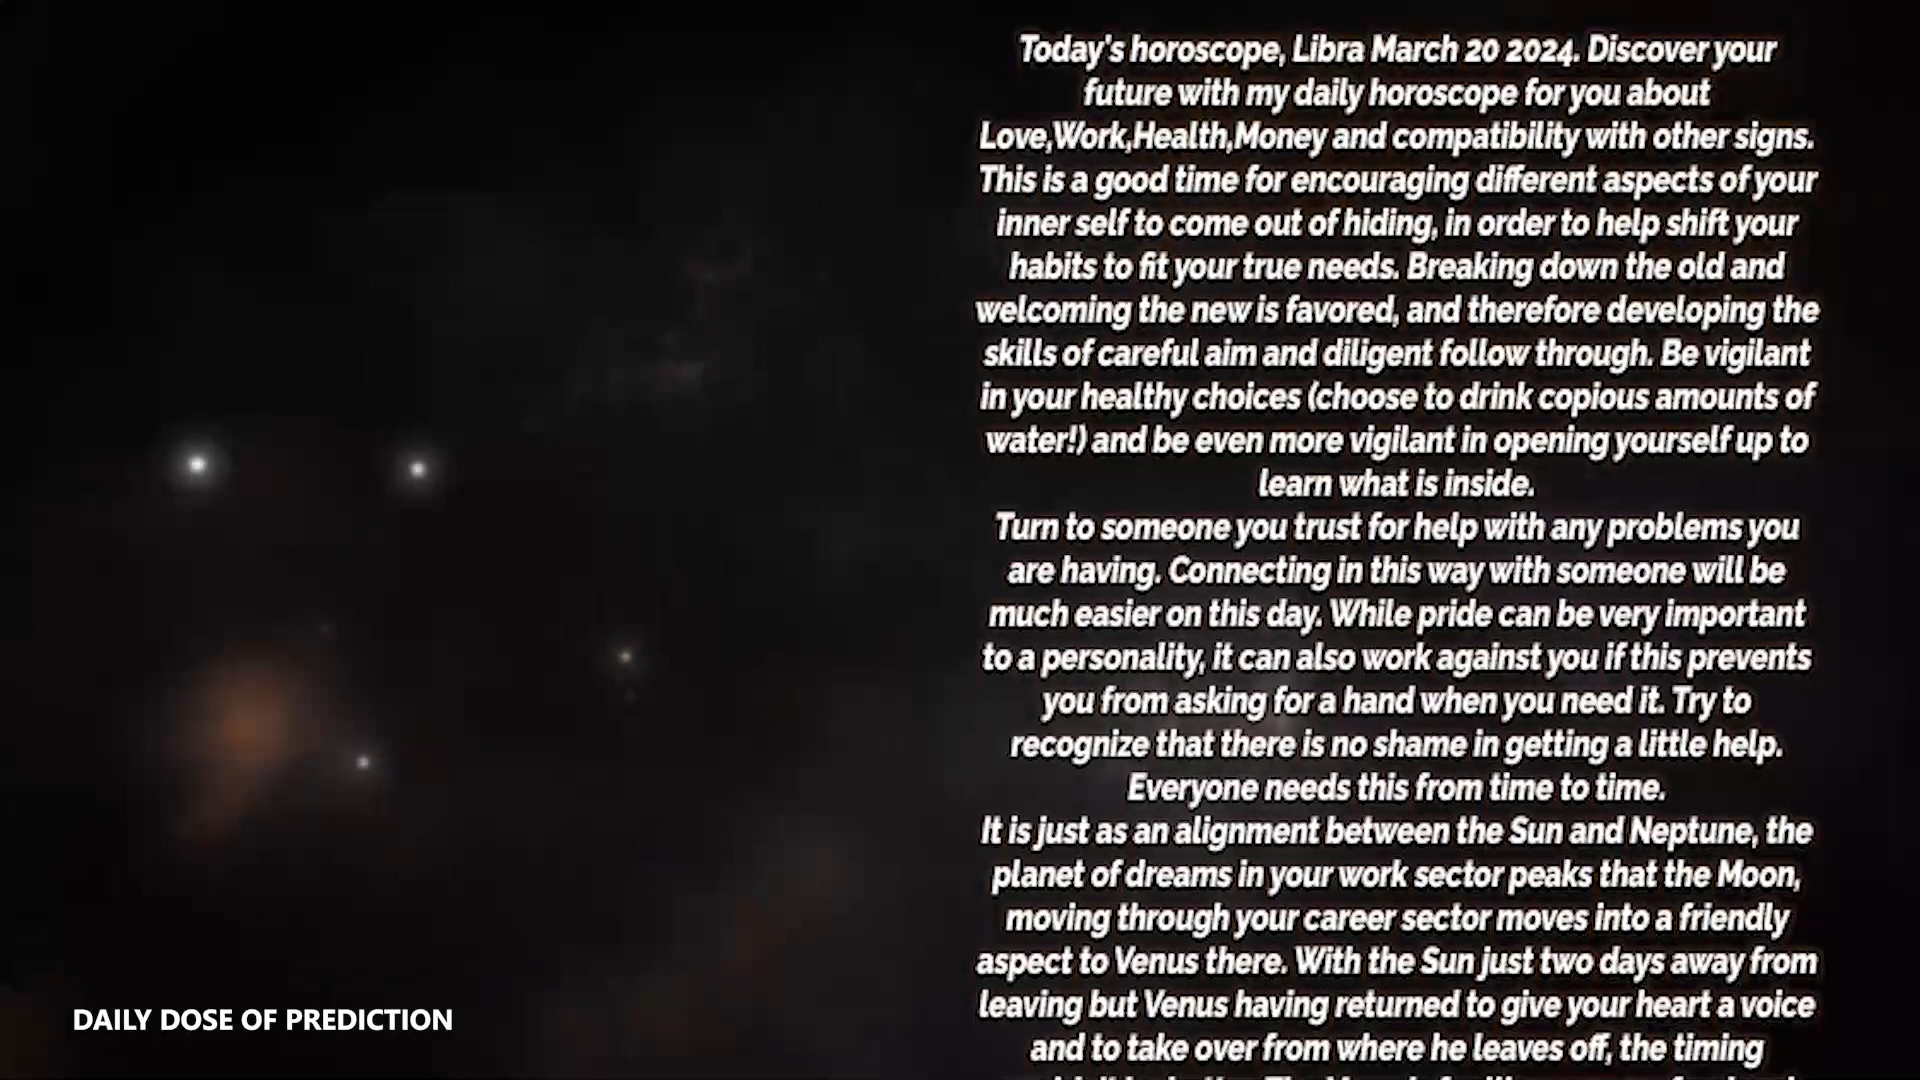 Today's horoscope, Libra March 20 2024. Discover your
future with my daily horoscope for you about
Love,Work,Health,Money and compatibility with other signs.
This is a good time for encouraging different aspects of your
inner self to come out of hiding, in order to help shift your
habits to fit your true needs. Breaking down the old and
welcoming the new is favored, and therefore developing the
skills of careful aim and diligent follow through. Be vigilant
in your healthy choices (choose to drink copious amounts of
water!) and be even more vigilant in opening yourself up to
learn what is inside.
Turn to someone you trust for help with any problems you
are having. Connecting in this way with someone will be
much easier on this day. While pride can be very important
to a personality, it can also work against you if this prevents
you from asking for a hand when you need it. Try to
recognize that there is no shame in getting a little help.
Everyone needs this from time to time.
It is just as an alignment between the Sun and Neptune, the
planet of dreams in your work sector peaks that the Moon,
moving through your career sector moves into a friendly
aspect to Venus there. With the Sun just two days away from
leaving but Venus having returned to give your heart a voice
and to take over from where he leaves off, the timing
DAILY DOSE OF PREDICTION